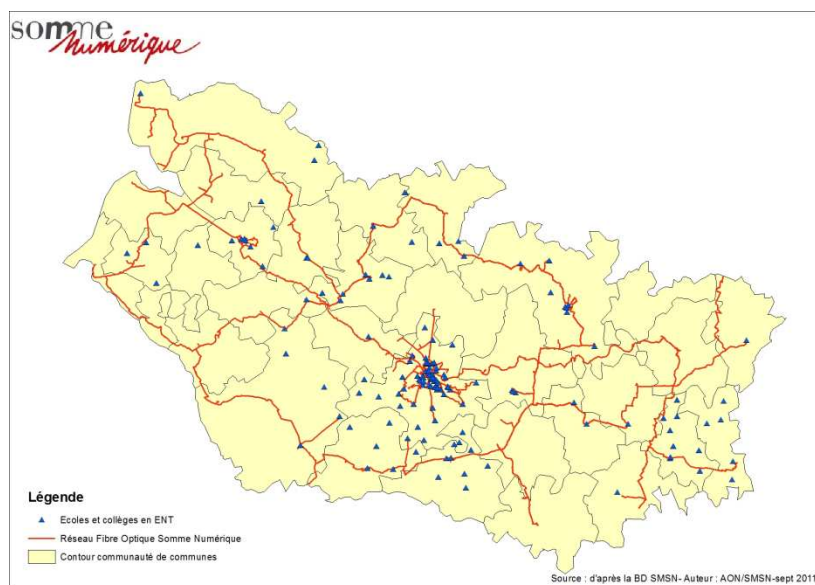 somme
numérique
Légende
Ecoles et collèges en ENT
Réseau Fibre Optique Somme Numérique
Contour communauté de communes
Source : d'après la BD SMSN- Auteur : AON/SMSN-sept 2011